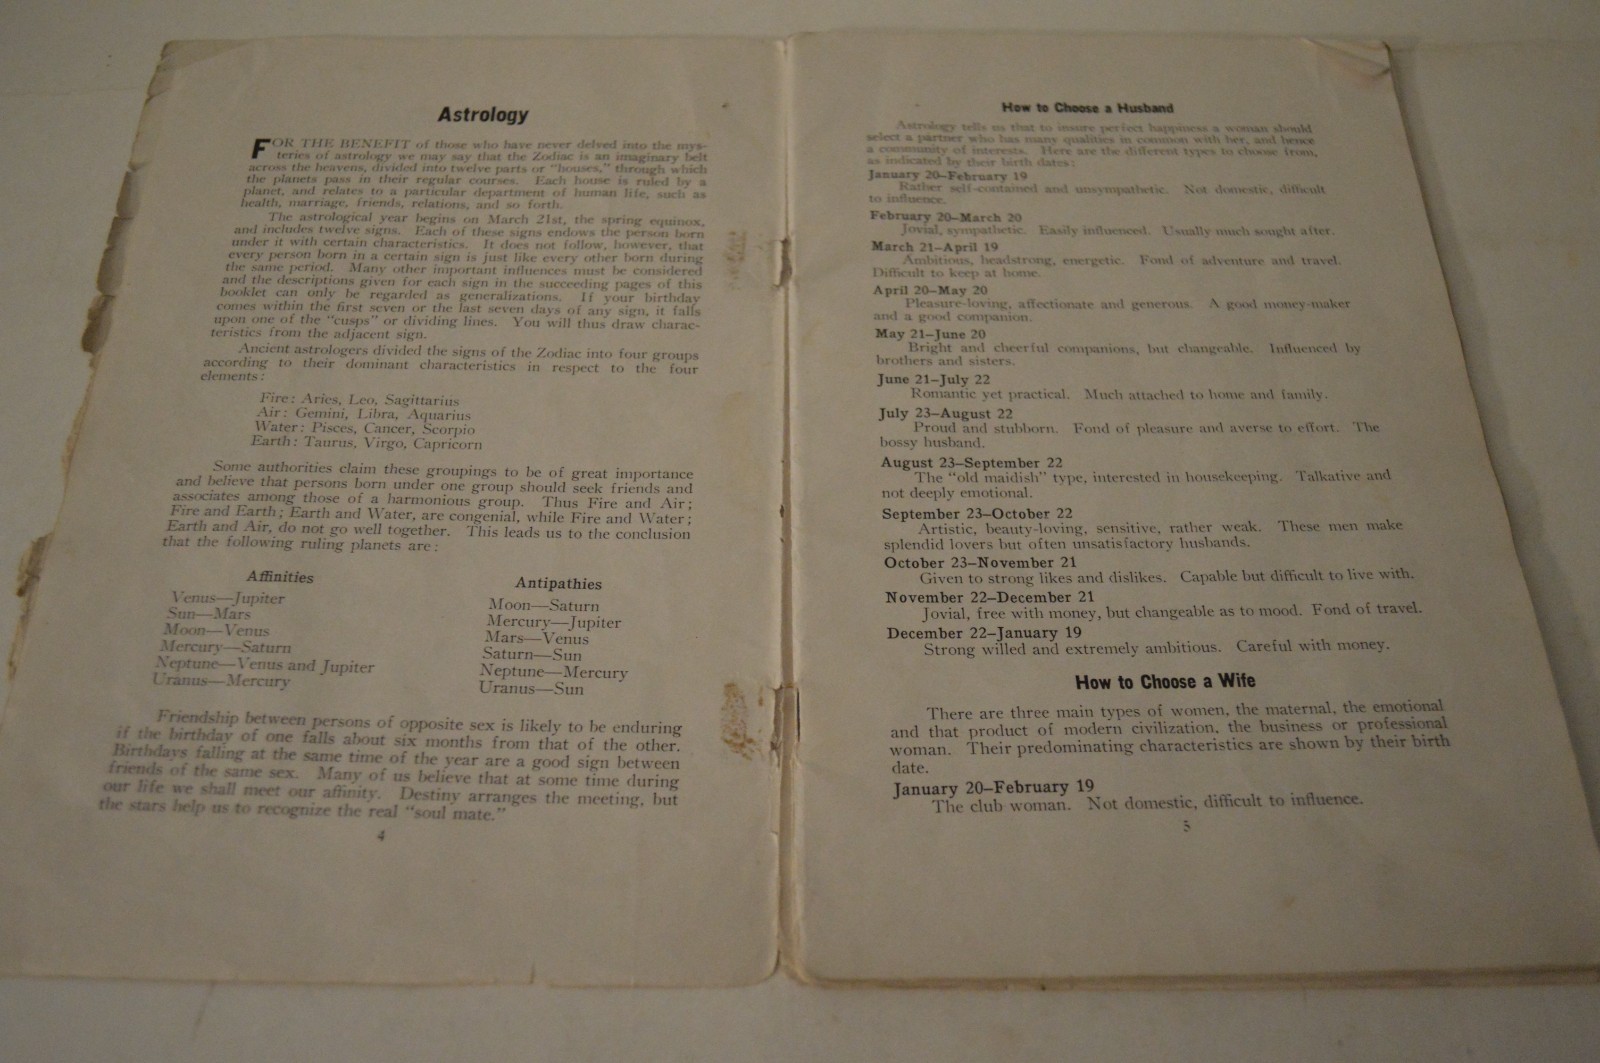 Astrology
FOR THE BENEFIT of those who have never delved into the mys-
teries of astrology we may say that the Zodiac is an imaginary belt
across the heavens, divided into twelve parts or "houses," through which
the planets pass in their regular courses. Each house is ruled by a
planet, and relates to a particular department of human life, such as
health, marriage, friends, relations, and so forth.
The astrological year begins on March 21st, the spring equinox,
and includes twelve signs. Each of these signs endows the person born
under it with certain characteristics. It does not follow, however, that
every person born in a certain sign is just like every other born during
the same period. Many other important influences must be considered
and the descriptions given for each sign in the succeeding pages of this
booklet can only be regarded as generalizations. If your birthday
comes within the first seven or the last seven days of any sign, it falls
upon one of the "cusps" or dividing lines. You will thus draw charac-
teristics from the adjacent sign.
Ancient astrologers divided the signs of the Zodiac into four groups
according to their dominant characteristics in respect to the four
elements:
Fire: Aries, Leo, Sagittarius
Air: Gemini, Libra, Aquarius
Water: Pisces, Cancer, Scorpio
Earth: Taurus, Virgo, Capricorn
Some authorities claim these groupings to be of great importance
and believe that persons born under one group should seek friends and
associates among those of a harmonious group. Thus Fire and Air;
Fire and Earth; Earth and Water, are congenial, while Fire and Water;
Earth and Air, do not go well together. This leads us to the conclusion
that the following ruling planets are:
Affinities
Venus—Jupiter
Sun—Mars
Moon—Venus
Mercury—Saturn
Neptune—Venus and Jupiter
Uranus—Mercury
Antipathies
Moon—Saturn
Mercury—Jupiter
Mars—Venus
Saturn—Sun
Neptune—Mercury
Uranus—Sun
Friendship between persons of opposite sex is likely to be enduring
if the birthday of one falls about six months from that of the other.
Birthdays falling at the same time of the year are a good sign between
friends of the same sex. Many of us believe that at some time during
our life we shall meet our affinity. Destiny arranges the meeting, but
the stars help us to recognize the real "soul mate."
4
How to Choose a Husband
Astrology tells us that to insure perfect happiness a woman should
select a partner who has many qualities in common with her, and hence
a community of interests. Here are the different types to choose from,
as indicated by their birth dates:
January 20–February 19
Rather self-contained and unsympathetic. Not domestic, difficult
to influence.
February 20–March 20
Jovial, sympathetic. Easily influenced. Usually much sought after.
March 21–April 19
Ambitious, headstrong, energetic. Fond of adventure and travel.
Difficult to keep at home.
April 20–May 20
Pleasure-loving, affectionate and generous. A good money-maker
and a good companion.
May 21–June 20
Bright and cheerful companions, but changeable. Influenced by
brothers and sisters.
June 21–July 22
Romantic yet practical. Much attached to home and family.
July 23–August 22
Proud and stubborn. Fond of pleasure and averse to effort. The
bossy husband.
August 23–September 22
The "old maidish" type, interested in housekeeping. Talkative and
not deeply emotional.
September 23–October 22
Artistic, beauty-loving, sensitive, rather weak. These men make
splendid lovers but often unsatisfactory husbands.
October 23–November 21
Given to strong likes and dislikes. Capable but difficult to live with.
November 22–December 21
Jovial, free with money, but changeable as to mood. Fond of travel.
December 22–January 19
Strong willed and extremely ambitious. Careful with money.
How to Choose a Wife
There are three main types of women, the maternal, the emotional
and that product of modern civilization, the business or professional
woman. Their predominating characteristics are shown by their birth
date.
January 20–February 19
The club woman. Not domestic, difficult to influence.
5